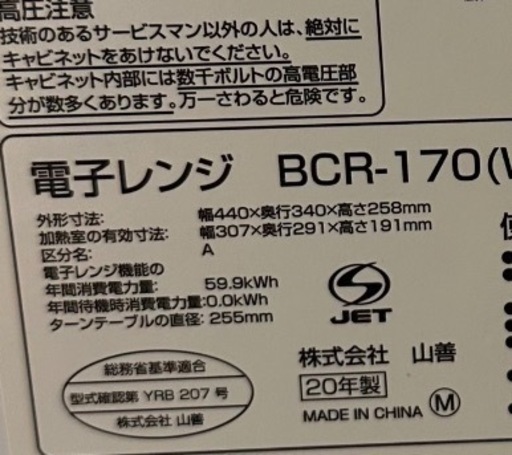 高圧注意
技術のあるサービスマン以外の人は、絶対に
キャビネットをあけないでください。
キャビネット内部には数千ボルトの高電圧部
分が数多くあります。万一さわると危険です。
電子レンジ BCR-170(
外形寸法: 幅440×奥行340×高さ258mm
加熱室の有効寸法: 幅307×奥行291×高さ191mm
区分名: A
電子レンジ機能の
年間消費電力量: 59.9kWh
年間待機時消費電力量:0.0kWh
ターンテーブルの直径: 255mm
JET
総務省基準適合
型式確認第 YRB 207 号
株式会社 山善
株式会社 山善
20年製
MADE IN CHINA M